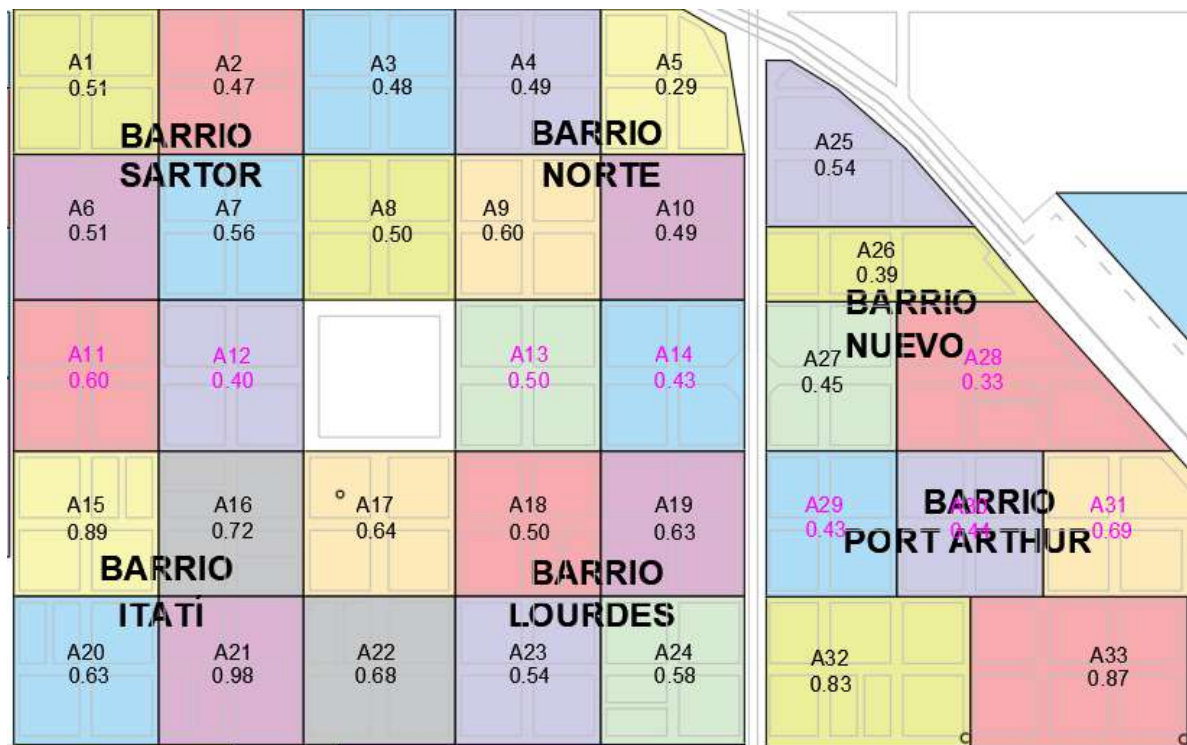 A1
0.51
A2
0.47
A3
0.48
A4
0.49
A5
0.29
BARRIO
SARTOR
BARRIO
NORTE
A25
0.54
A6
0.51
A7
0.56
A8
0.50
A9
0.60
A10
0.49
A26
0.39
BARRIO
NUEVO
A11
0.60
A12
0.40
A13
0.50
A14
0.43
A27
0.45
A28
0.33
A15
0.89
A16
0.72
A17
0.64
A18
0.50
A19
0.63
A29
0.43
A30
0.44
A31
0.69
BARRIO
PORT ARTHUR
BARRIO
ITATÍ
BARRIO
LOURDES
A20
0.63
A21
0.98
A22
0.68
A23
0.54
A24
0.58
A32
0.83
A33
0.87